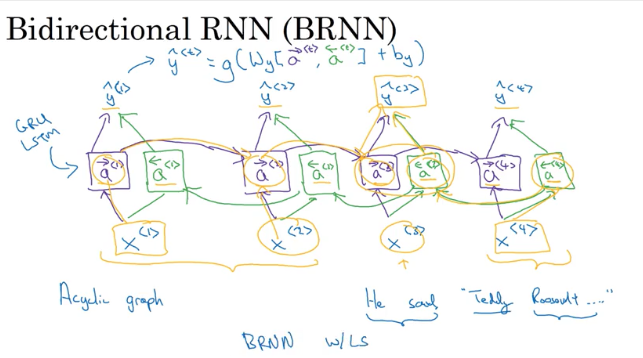 Bidirectional RNN (BRNN)
ŷ<t> = g(Wy[a→<t>, a←<t>] + by)
ŷ<1> ŷ<2> ŷ<3> ŷ<4>
GRU
LSTM
a→<1> a←<1> a→<2> a←<2> a→<3> a←<3> a→<4> a←<4>
x<1> x<2> x<3> x<4>
Acyclic graph He said, "Teddy Roosevelt...."
BRNN w/LS